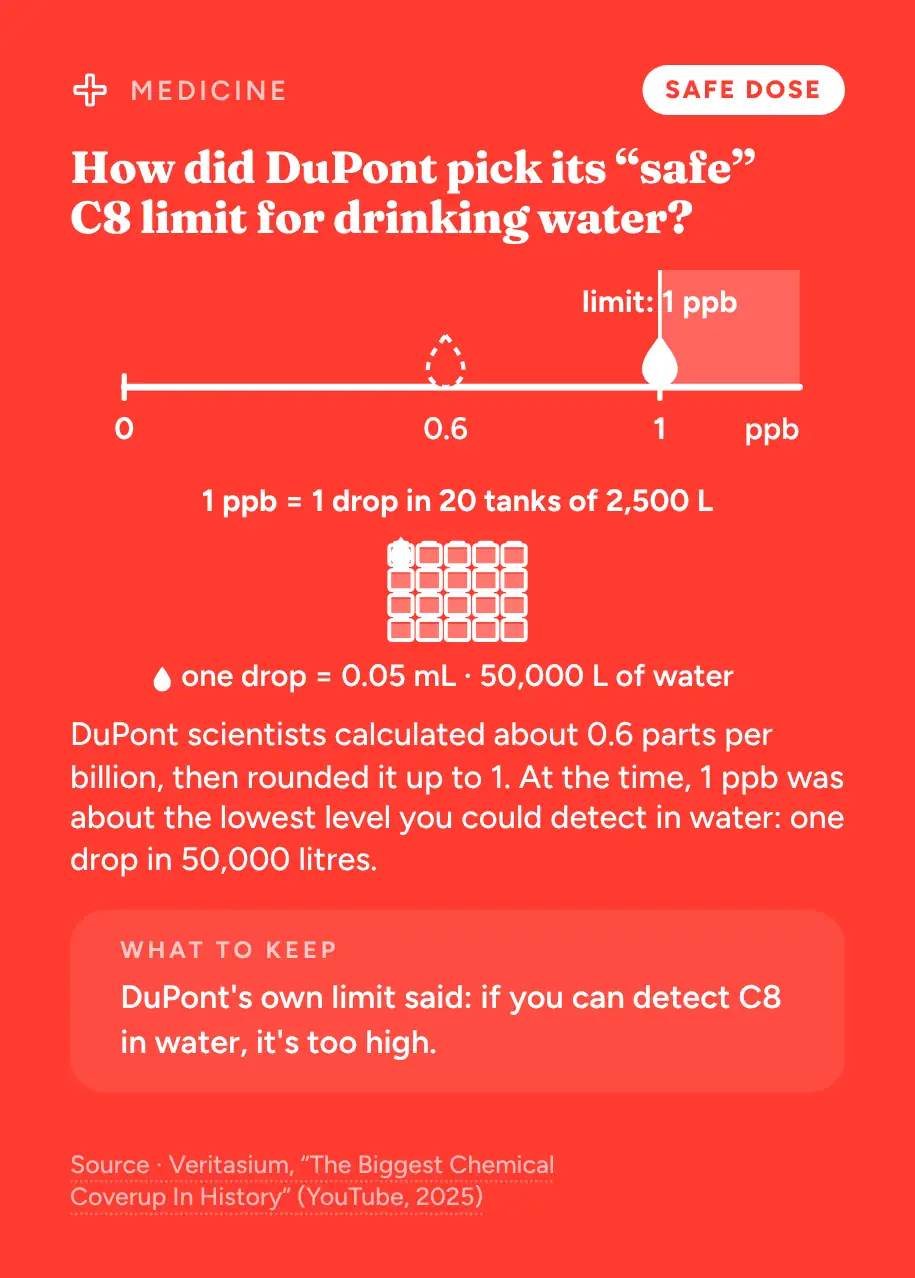 MEDICINE
SAFE DOSE
How did DuPont pick its “safe”
C8 limit for drinking water?
limit: 1 ppb
0
0.6
1
ppb
1 ppb = 1 drop in 20 tanks of 2,500 L
one drop = 0.05 mL · 50,000 L of water
DuPont scientists calculated about 0.6 parts per
billion, then rounded it up to 1. At the time, 1 ppb was
about the lowest level you could detect in water: one
drop in 50,000 litres.
WHAT TO KEEP
DuPont's own limit said: if you can detect C8
in water, it's too high.
Source · Veritasium, “The Biggest Chemical
Coverup In History” (YouTube, 2025)